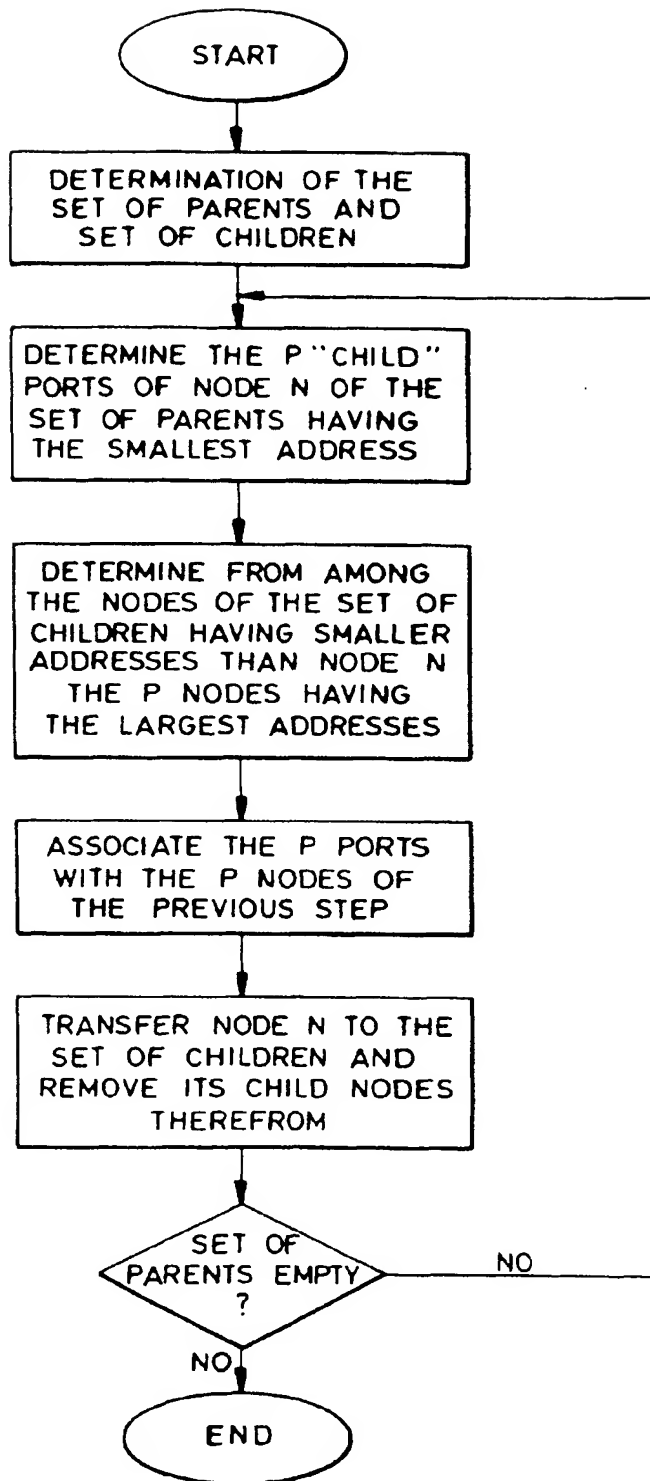 START
DETERMINATION OF THE
SET OF PARENTS AND
SET OF CHILDREN
DETERMINE THE P "CHILD"
PORTS OF NODE N OF THE
SET OF PARENTS HAVING
THE SMALLEST ADDRESS
DETERMINE FROM AMONG
THE NODES OF THE SET OF
CHILDREN HAVING SMALLER
ADDRESSES THAN NODE N
THE P NODES HAVING
THE LARGEST ADDRESSES
ASSOCIATE THE P PORTS
WITH THE P NODES OF
THE PREVIOUS STEP
TRANSFER NODE N TO THE
SET OF CHILDREN AND
REMOVE ITS CHILD NODES
THEREFROM
SET OF
PARENTS EMPTY
?
NO
NO
END